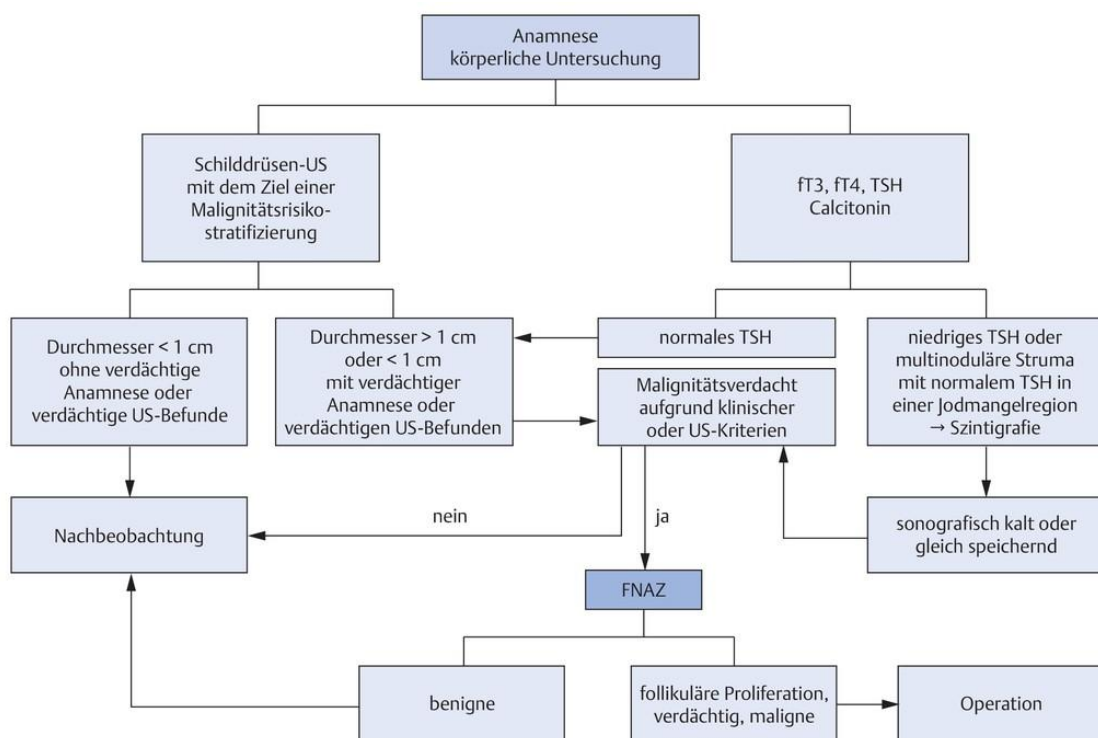 Anamnese
körperliche Untersuchung
Schilddrüsen-US
mit dem Ziel einer
Malignitätsrisiko-
stratifizierung
fT3, fT4, TSH
Calcitonin
Durchmesser < 1 cm
ohne verdächtige
Anamnese oder
verdächtige US-Befunde
Durchmesser > 1 cm
oder < 1 cm
mit verdächtiger
Anamnese oder
verdächtigen US-Befunden
normales TSH
niedriges TSH oder
multinoduläre Struma
mit normalem TSH in
einer Jodmangelregion
→ Szintigrafie
Malignitätsverdacht
aufgrund klinischer
oder US-Kriterien
Nachbeobachtung
nein
ja
sonografisch kalt oder
gleich speichernd
FNAZ
benigne
follikuläre Proliferation,
verdächtig, maligne
Operation